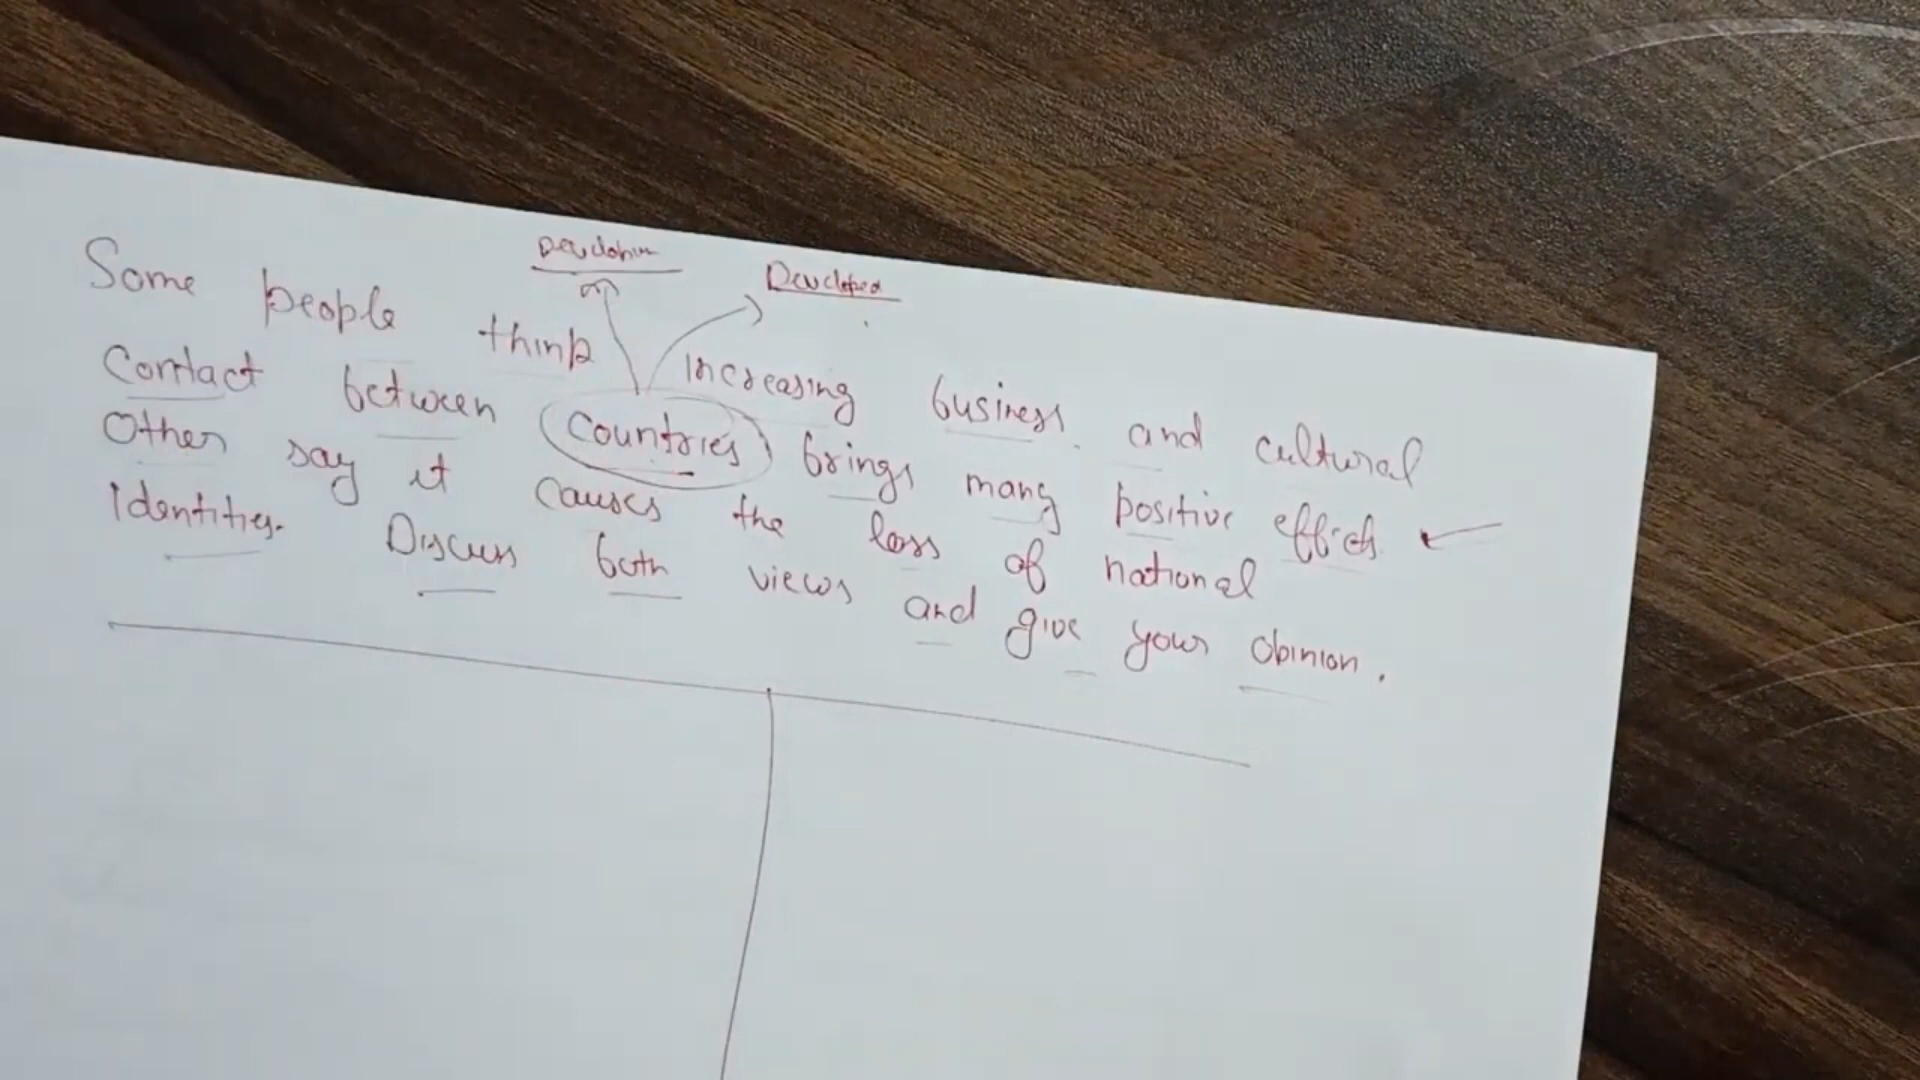 Developed
Some people think increasing business and cultural
Contact between Countries brings many positive effects
Other say it causes the loss of national
Identities. Discuss both views and give your opinion.